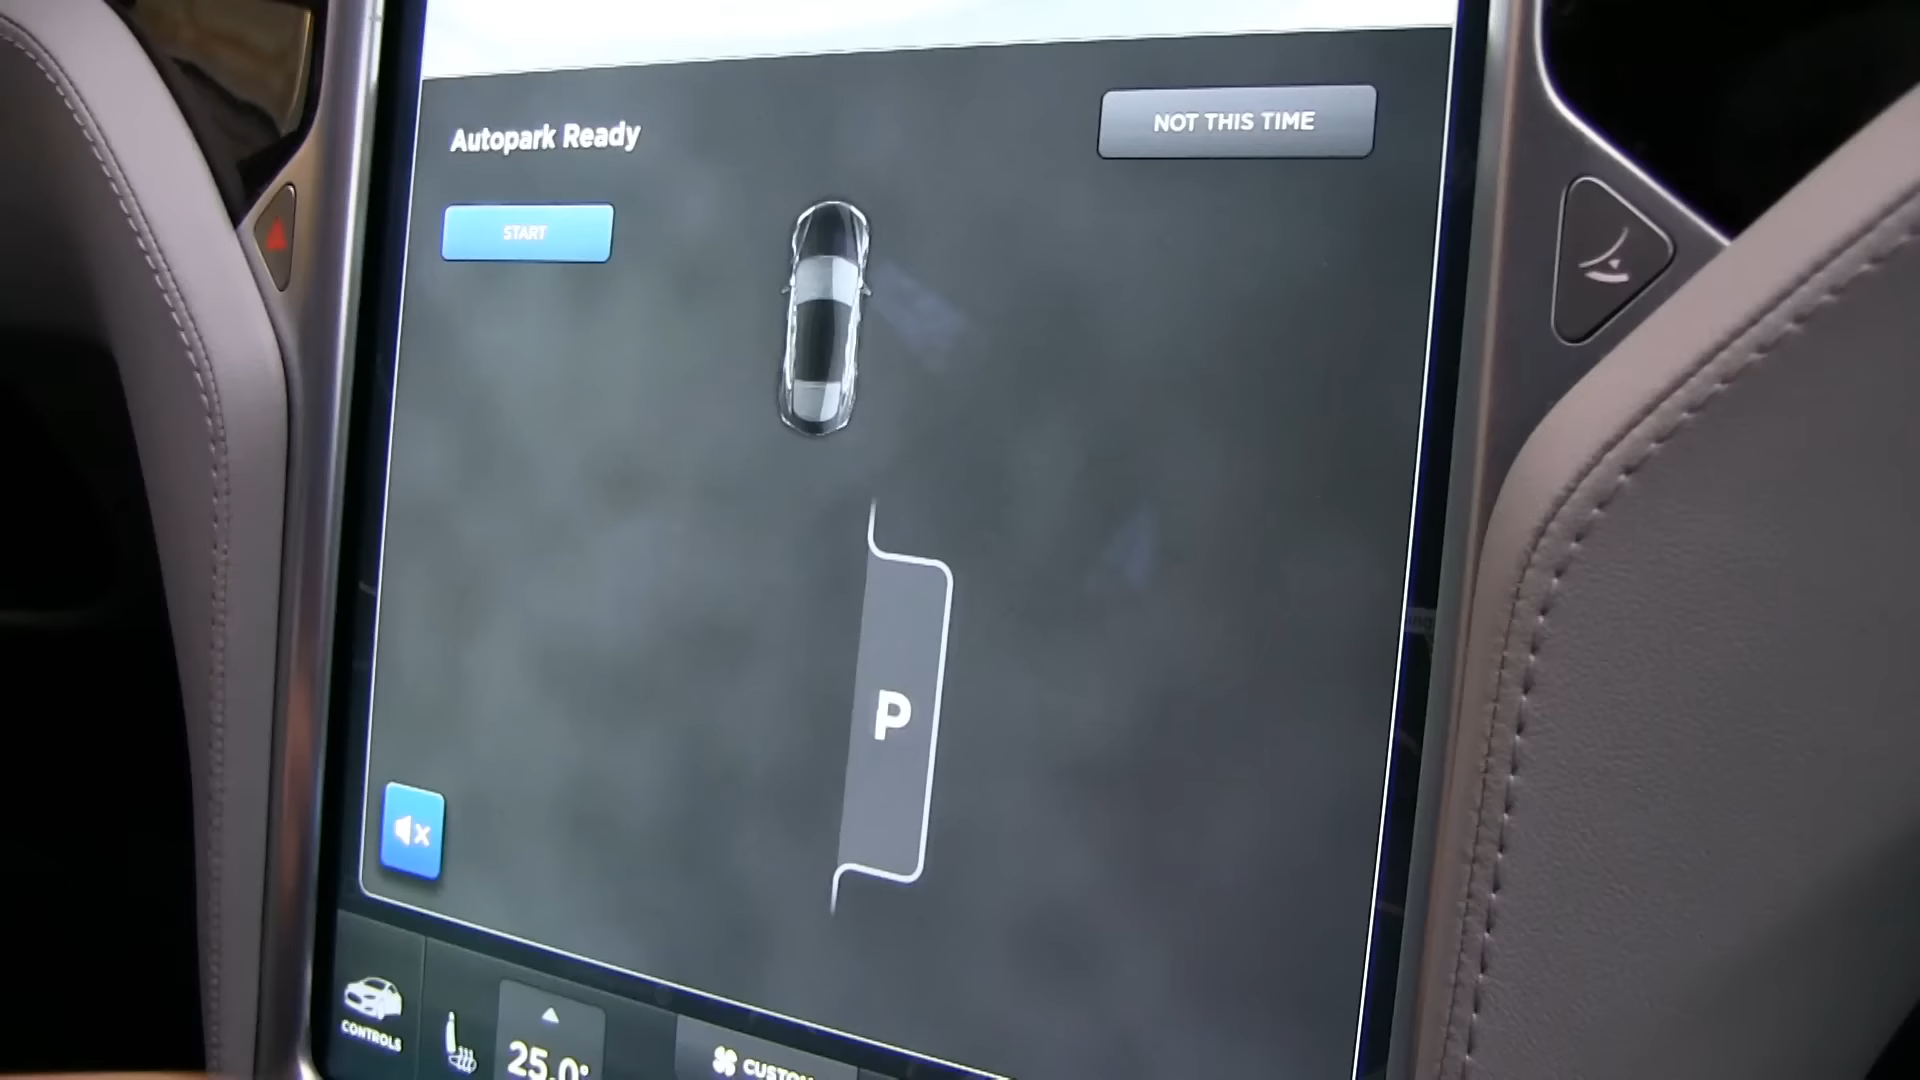 Autopark Ready
NOT THIS TIME
START
P
CONTROLS
25.0°